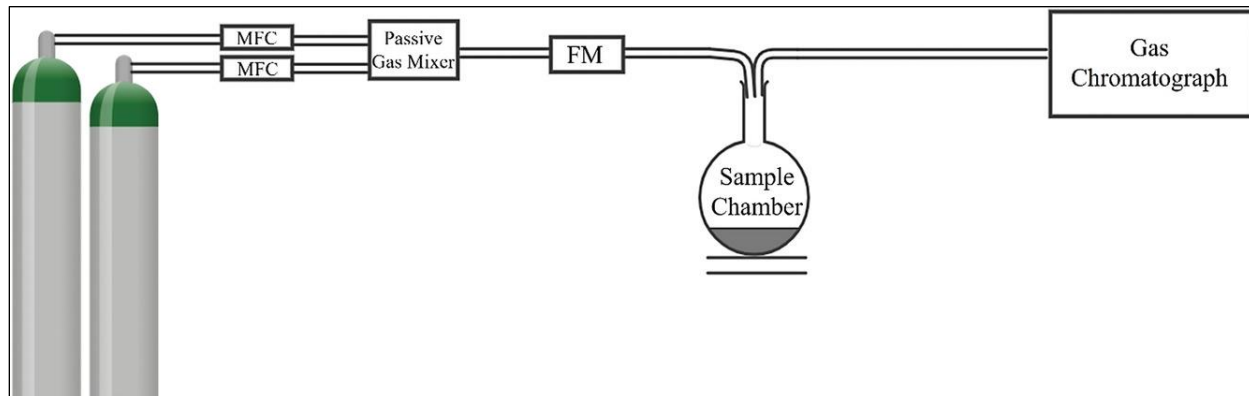 MFC
MFC
Passive
Gas Mixer
FM
Sample
Chamber
Gas
Chromatograph